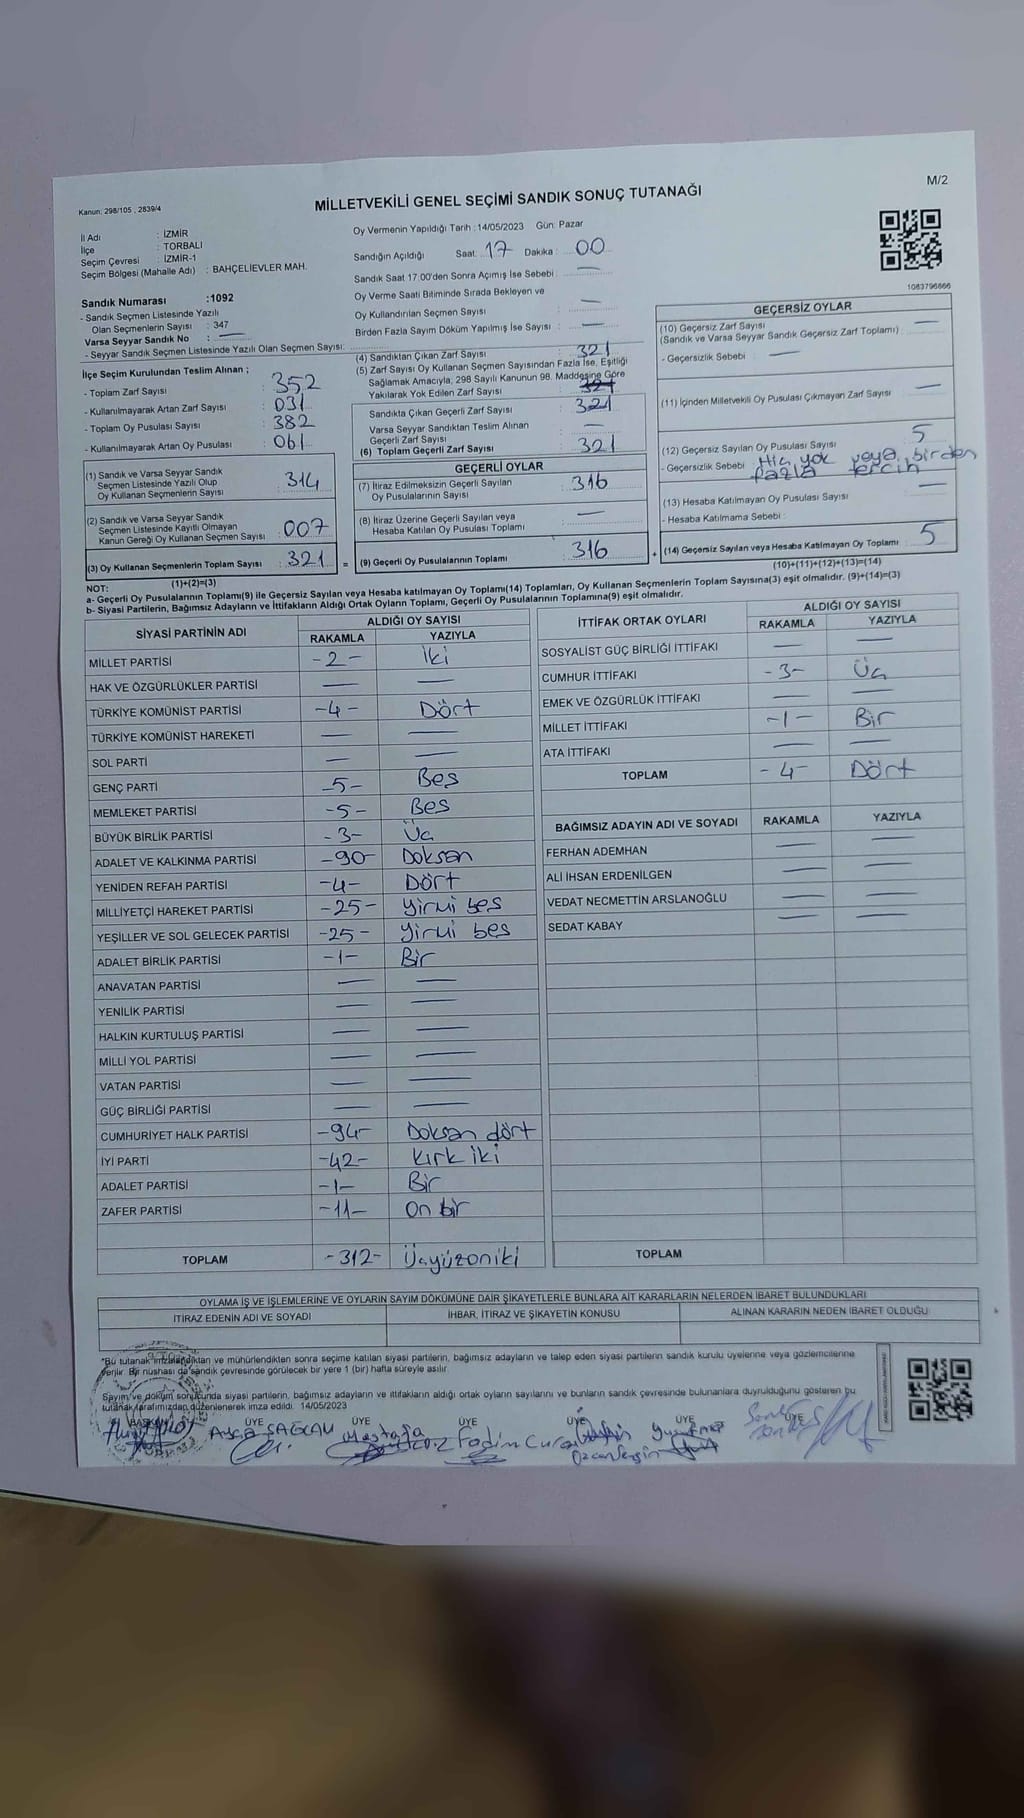 Kanun: 298/105 , 2839/4
MİLLETVEKİLİ GENEL SEÇİMİ SANDIK SONUÇ TUTANAĞI
M/2
İl Adı : İZMİR
İlçe : TORBALI
Seçim Çevresi : İZMİR-1
Seçim Bölgesi (Mahalle Adı) : BAHÇELİEVLER MAH.
Sandık Numarası :1092
- Sandık Seçmen Listesinde Yazılı
Olan Seçmenlerin Sayısı : 347
Varsa Seyyar Sandık No : —
- Seyyar Sandık Seçmen Listesinde Yazılı Olan Seçmen Sayısı:
İlçe Seçim Kurulundan Teslim Alınan ;
- Toplam Zarf Sayısı : 352
- Kullanılmayarak Artan Zarf Sayısı : 031
- Toplam Oy Pusulası Sayısı : 382
- Kullanılmayarak Artan Oy Pusulası : 061
(1) Sandık ve Varsa Seyyar Sandık
Seçmen Listesinde Yazılı Olup
Oy Kullanan Seçmenlerin Sayısı : 314
(2) Sandık ve Varsa Seyyar Sandık
Seçmen Listesinde Kayıtlı Olmayan
Kanun Gereği Oy Kullanan Seçmen Sayısı : 007
(3) Oy Kullanan Seçmenlerin Toplam Sayısı : 321
(1)+(2)=(3)
Oy Vermenin Yapıldığı Tarih : 14/05/2023 Gün: Pazar
Sandığın Açıldığı Saat: 17 Dakika : 00
Sandık Saat 17:00'den Sonra Açımış İse Sebebi : —
Oy Verme Saati Bitiminde Sırada Bekleyen ve
Oy Kullandırılan Seçmen Sayısı : —
Birden Fazla Sayım Döküm Yapılmış İse Sayısı : —
(4) Sandıktan Çıkan Zarf Sayısı : 321
(5) Zarf Sayısı Oy Kullanan Seçmen Sayısından Fazla İse, Eşitliği
Sağlamak Amacıyla, 298 Sayılı Kanunun 98. Maddesine Göre
Yakılarak Yok Edilen Zarf Sayısı :
Sandıkta Çıkan Geçerli Zarf Sayısı : 321
Varsa Seyyar Sandıktan Teslim Alınan
Geçerli Zarf Sayısı : —
(6) Toplam Geçerli Zarf Sayısı : 321
GEÇERLİ OYLAR
(7) İtiraz Edilmeksizin Geçerli Sayılan
Oy Pusulalarının Sayısı : 316
(8) İtiraz Üzerine Geçerli Sayılan veya
Hesaba Katılan Oy Pusulası Toplamı : —
= (9) Geçerli Oy Pusulalarının Toplamı : 316
1083796866
GEÇERSİZ OYLAR
(10) Geçersiz Zarf Sayısı
(Sandık ve Varsa Seyyar Sandık Geçersiz Zarf Toplamı) : —
- Geçersizlik Sebebi : —
(11) İçinden Milletvekili Oy Pusulası Çıkmayan Zarf Sayısı : —
(12) Geçersiz Sayılan Oy Pusulası Sayısı : 5
- Geçersizlik Sebebi : Hiç yok veya birden
fazla tercih
(13) Hesaba Katılmayan Oy Pusulası Sayısı : —
- Hesaba Katılmama Sebebi :
+ (14) Geçersiz Sayılan veya Hesaba Katılmayan Oy Toplamı : 5
(10)+(11)+(12)+(13)=(14)
NOT:
a- Geçerli Oy Pusulalarının Toplamı(9) ile Geçersiz Sayılan veya Hesaba katılmayan Oy Toplamı(14) Toplamları, Oy Kullanan Seçmenlerin Toplam Sayısına(3) eşit olmalıdır. (9)+(14)=(3)
b- Siyasi Partilerin, Bağımsız Adayların ve İttifakların Aldığı Ortak Oyların Toplamı, Geçerli Oy Pusulalarının Toplamına(9) eşit olmalıdır.
SİYASİ PARTİNİN ADI ALDIĞI OY SAYISI
RAKAMLA YAZIYLA
MİLLET PARTİSİ -2- İki
HAK VE ÖZGÜRLÜKLER PARTİSİ — —
TÜRKİYE KOMÜNİST PARTİSİ -4- Dört
TÜRKİYE KOMÜNİST HAREKETİ — —
SOL PARTİ — —
GENÇ PARTİ -5- Beş
MEMLEKET PARTİSİ -5- Beş
BÜYÜK BİRLİK PARTİSİ -3- Üç
ADALET VE KALKINMA PARTİSİ -90- Doksan
YENİDEN REFAH PARTİSİ -4- Dört
MİLLİYETÇİ HAREKET PARTİSİ -25- yirmi beş
YEŞİLLER VE SOL GELECEK PARTİSİ -25- yirmi beş
ADALET BİRLİK PARTİSİ -1- Bir
ANAVATAN PARTİSİ — —
YENİLİK PARTİSİ — —
HALKIN KURTULUŞ PARTİSİ — —
MİLLİ YOL PARTİSİ — —
VATAN PARTİSİ — —
GÜÇ BİRLİĞİ PARTİSİ — —
CUMHURİYET HALK PARTİSİ -94- Doksan dört
İYİ PARTİ -42- Kırk iki
ADALET PARTİSİ -1- Bir
ZAFER PARTİSİ -11- On bir
TOPLAM -312- Üçyüzoniki
İTTİFAK ORTAK OYLARI ALDIĞI OY SAYISI
RAKAMLA YAZIYLA
SOSYALİST GÜÇ BİRLİĞİ İTTİFAKI — —
CUMHUR İTTİFAKI -3- Üç
EMEK VE ÖZGÜRLÜK İTTİFAKI — —
MİLLET İTTİFAKI -1- Bir
ATA İTTİFAKI — —
TOPLAM -4- Dört
BAĞIMSIZ ADAYIN ADI VE SOYADI RAKAMLA YAZIYLA
FERHAN ADEMHAN — —
ALİ İHSAN ERDENİLGEN — —
VEDAT NECMETTİN ARSLANOĞLU — —
SEDAT KABAY — —
TOPLAM
OYLAMA İŞ VE İŞLEMLERİNE VE OYLARIN SAYIM DÖKÜMÜNE DAİR ŞİKAYETLERLE BUNLARA AİT KARARLARIN NELERDEN İBARET BULUNDUKLARI
İTİRAZ EDENİN ADI VE SOYADI İHBAR, İTİRAZ VE ŞİKAYETİN KONUSU ALINAN KARARIN NEDEN İBARET OLDUĞU
*Bu tutanak imzalandıktan ve mühürlendikten sonra seçime katılan siyasi partilerin, bağımsız adayların ve talep eden siyasi partilerin sandık kurulu üyelerine veya gözlemcilerine
verilir. Bir nüshası da sandık çevresinde görülecek bir yere 1 (bir) hafta süreyle asılır.
Sayım ve döküm sonucunda siyasi partilerin, bağımsız adayların ve ittifakların aldığı ortak oyların sayılarını ve bunların sandık çevresinde bulunanlara duyrulduğunu gösteren bu
tutanak tarafımızdan düzenlenerek imza edildi. 14/05/2023
ÜYE ÜYE ÜYE ÜYE ÜYE ÜYE
Ayça SAĞLAM Mustafa